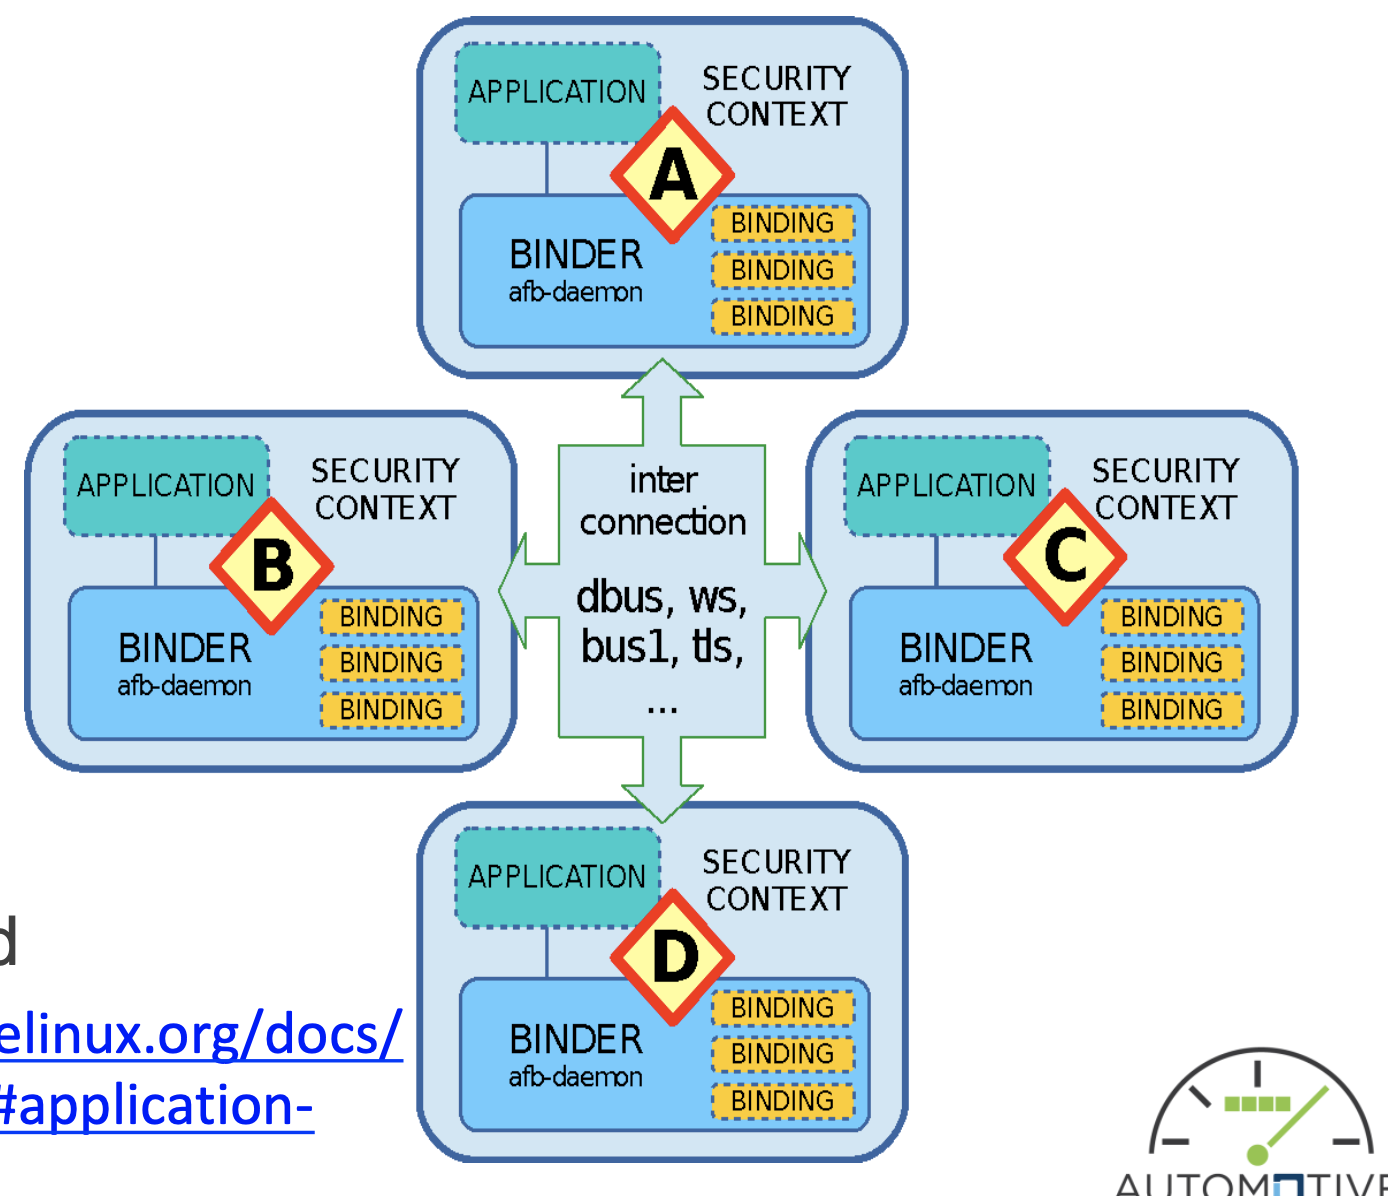 APPLICATION
SECURITY
CONTEXT
A
BINDER
afb-daemon
BINDING
BINDING
BINDING
APPLICATION
SECURITY
CONTEXT
B
BINDER
afb-daemon
BINDING
BINDING
BINDING
inter
connection
dbus, ws,
bus1, tls,
...
APPLICATION
SECURITY
CONTEXT
C
BINDER
afb-daemon
BINDING
BINDING
BINDING
APPLICATION
SECURITY
CONTEXT
D
BINDER
afb-daemon
BINDING
BINDING
BINDING
d
elinux.org/docs/
#application-
AUTOMOTIVE